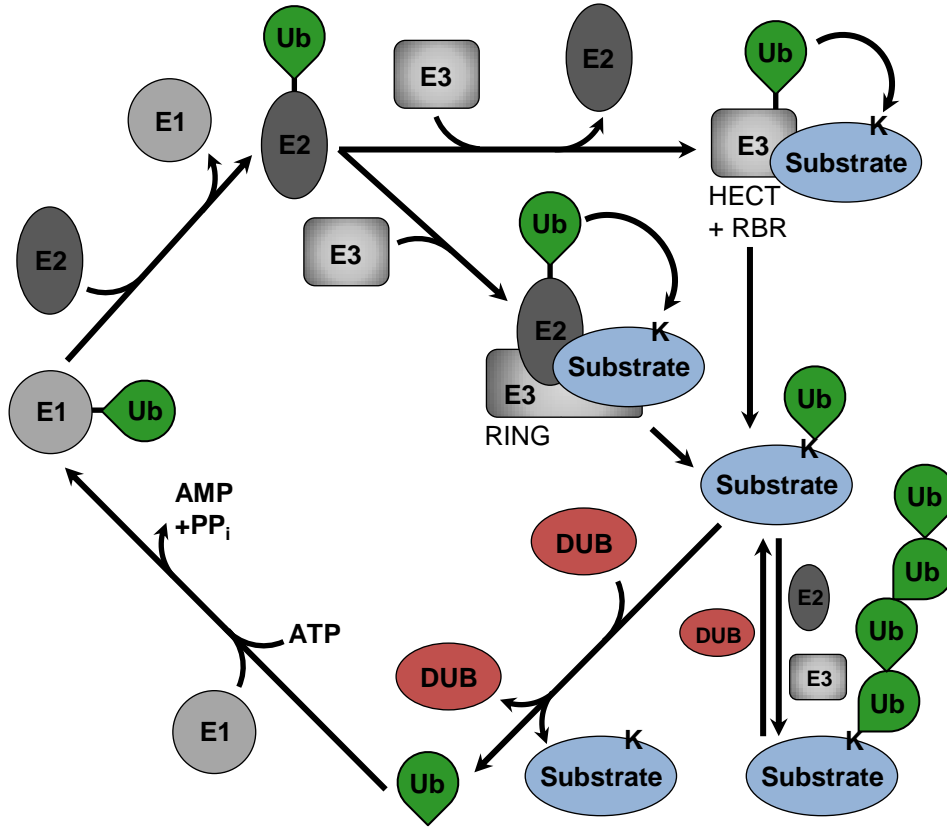 Ub
E2
E3
E2
Ub
K
E3
Substrate
HECT
+ RBR
E1
E2
E2
E3
Ub
K
E2
Substrate
E3
RING
E1
Ub
Ub
K
Substrate
AMP
+PPi
ATP
E1
DUB
DUB
Ub
K
Substrate
DUB
E2
E3
Ub
Ub
Ub
Ub
K
Substrate